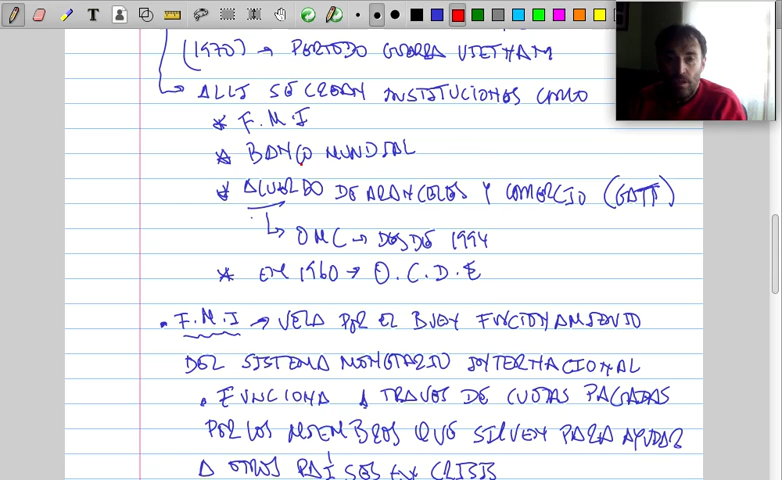 (1970) → PERIODO GUERRA VIETNAM
ALLI SE CREAN INSTITUCIONES COMO
* F.M.I
* BANCO MUNDIAL
* ACUERDO DE ARANCELES Y COMERCIO (GATT)
↳ OMC → DESDE 1994
* EN 1960 → O.C.D.E
. F.M.I → VELA POR EL BUEN FUNCIONAMIENTO
DEL SISTEMA MONETARIO INTERNACIONAL
. FUNCIONA A TRAVES DE CUOTAS PAGADAS
POR LOS MIEMBROS QUE SIRVEN PARA AYUDAR
A OTROS PAISES EN CRISIS